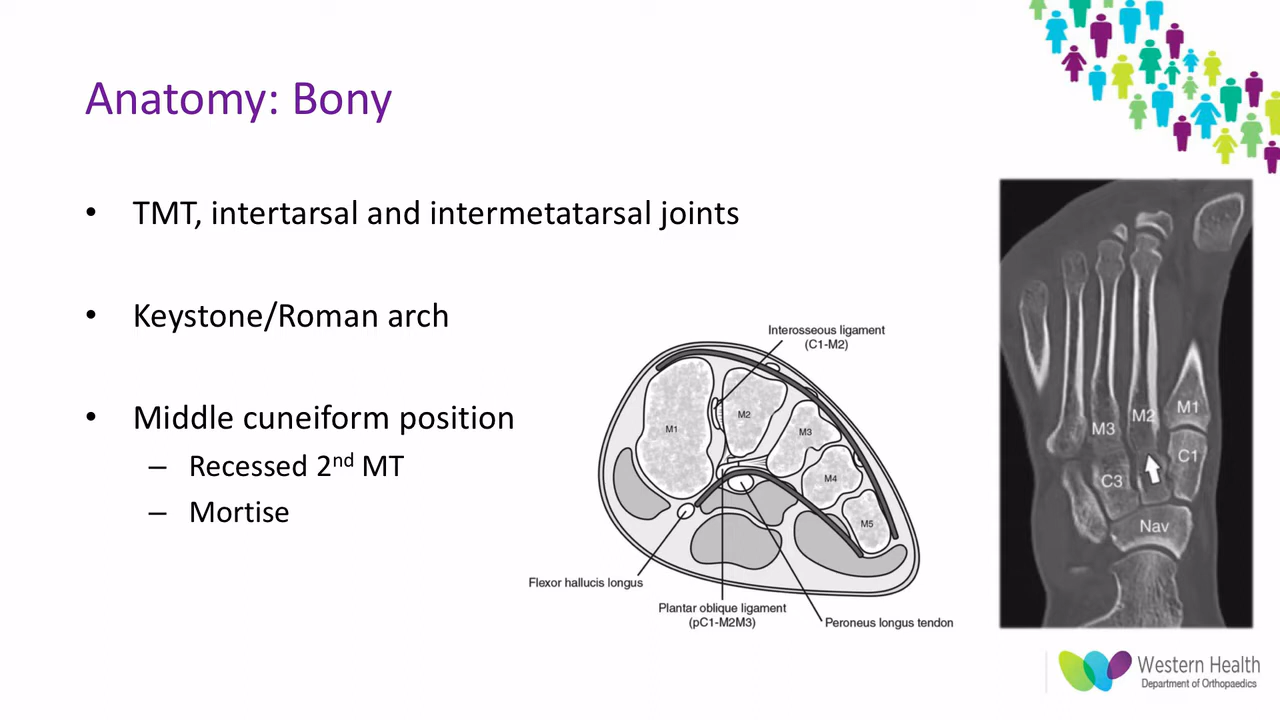 Anatomy: Bony
• TMT, intertarsal and intermetatarsal joints
• Keystone/Roman arch
• Middle cuneiform position
– Recessed 2nd MT
– Mortise
Interosseous ligament
(C1-M2)
M1
M2
M3
M4
M5
Flexor hallucis longus
Plantar oblique ligament
(pC1-M2M3)
Peroneus longus tendon
M3
M2
M1
C3
C1
Nav
Western Health
Department of Orthopaedics